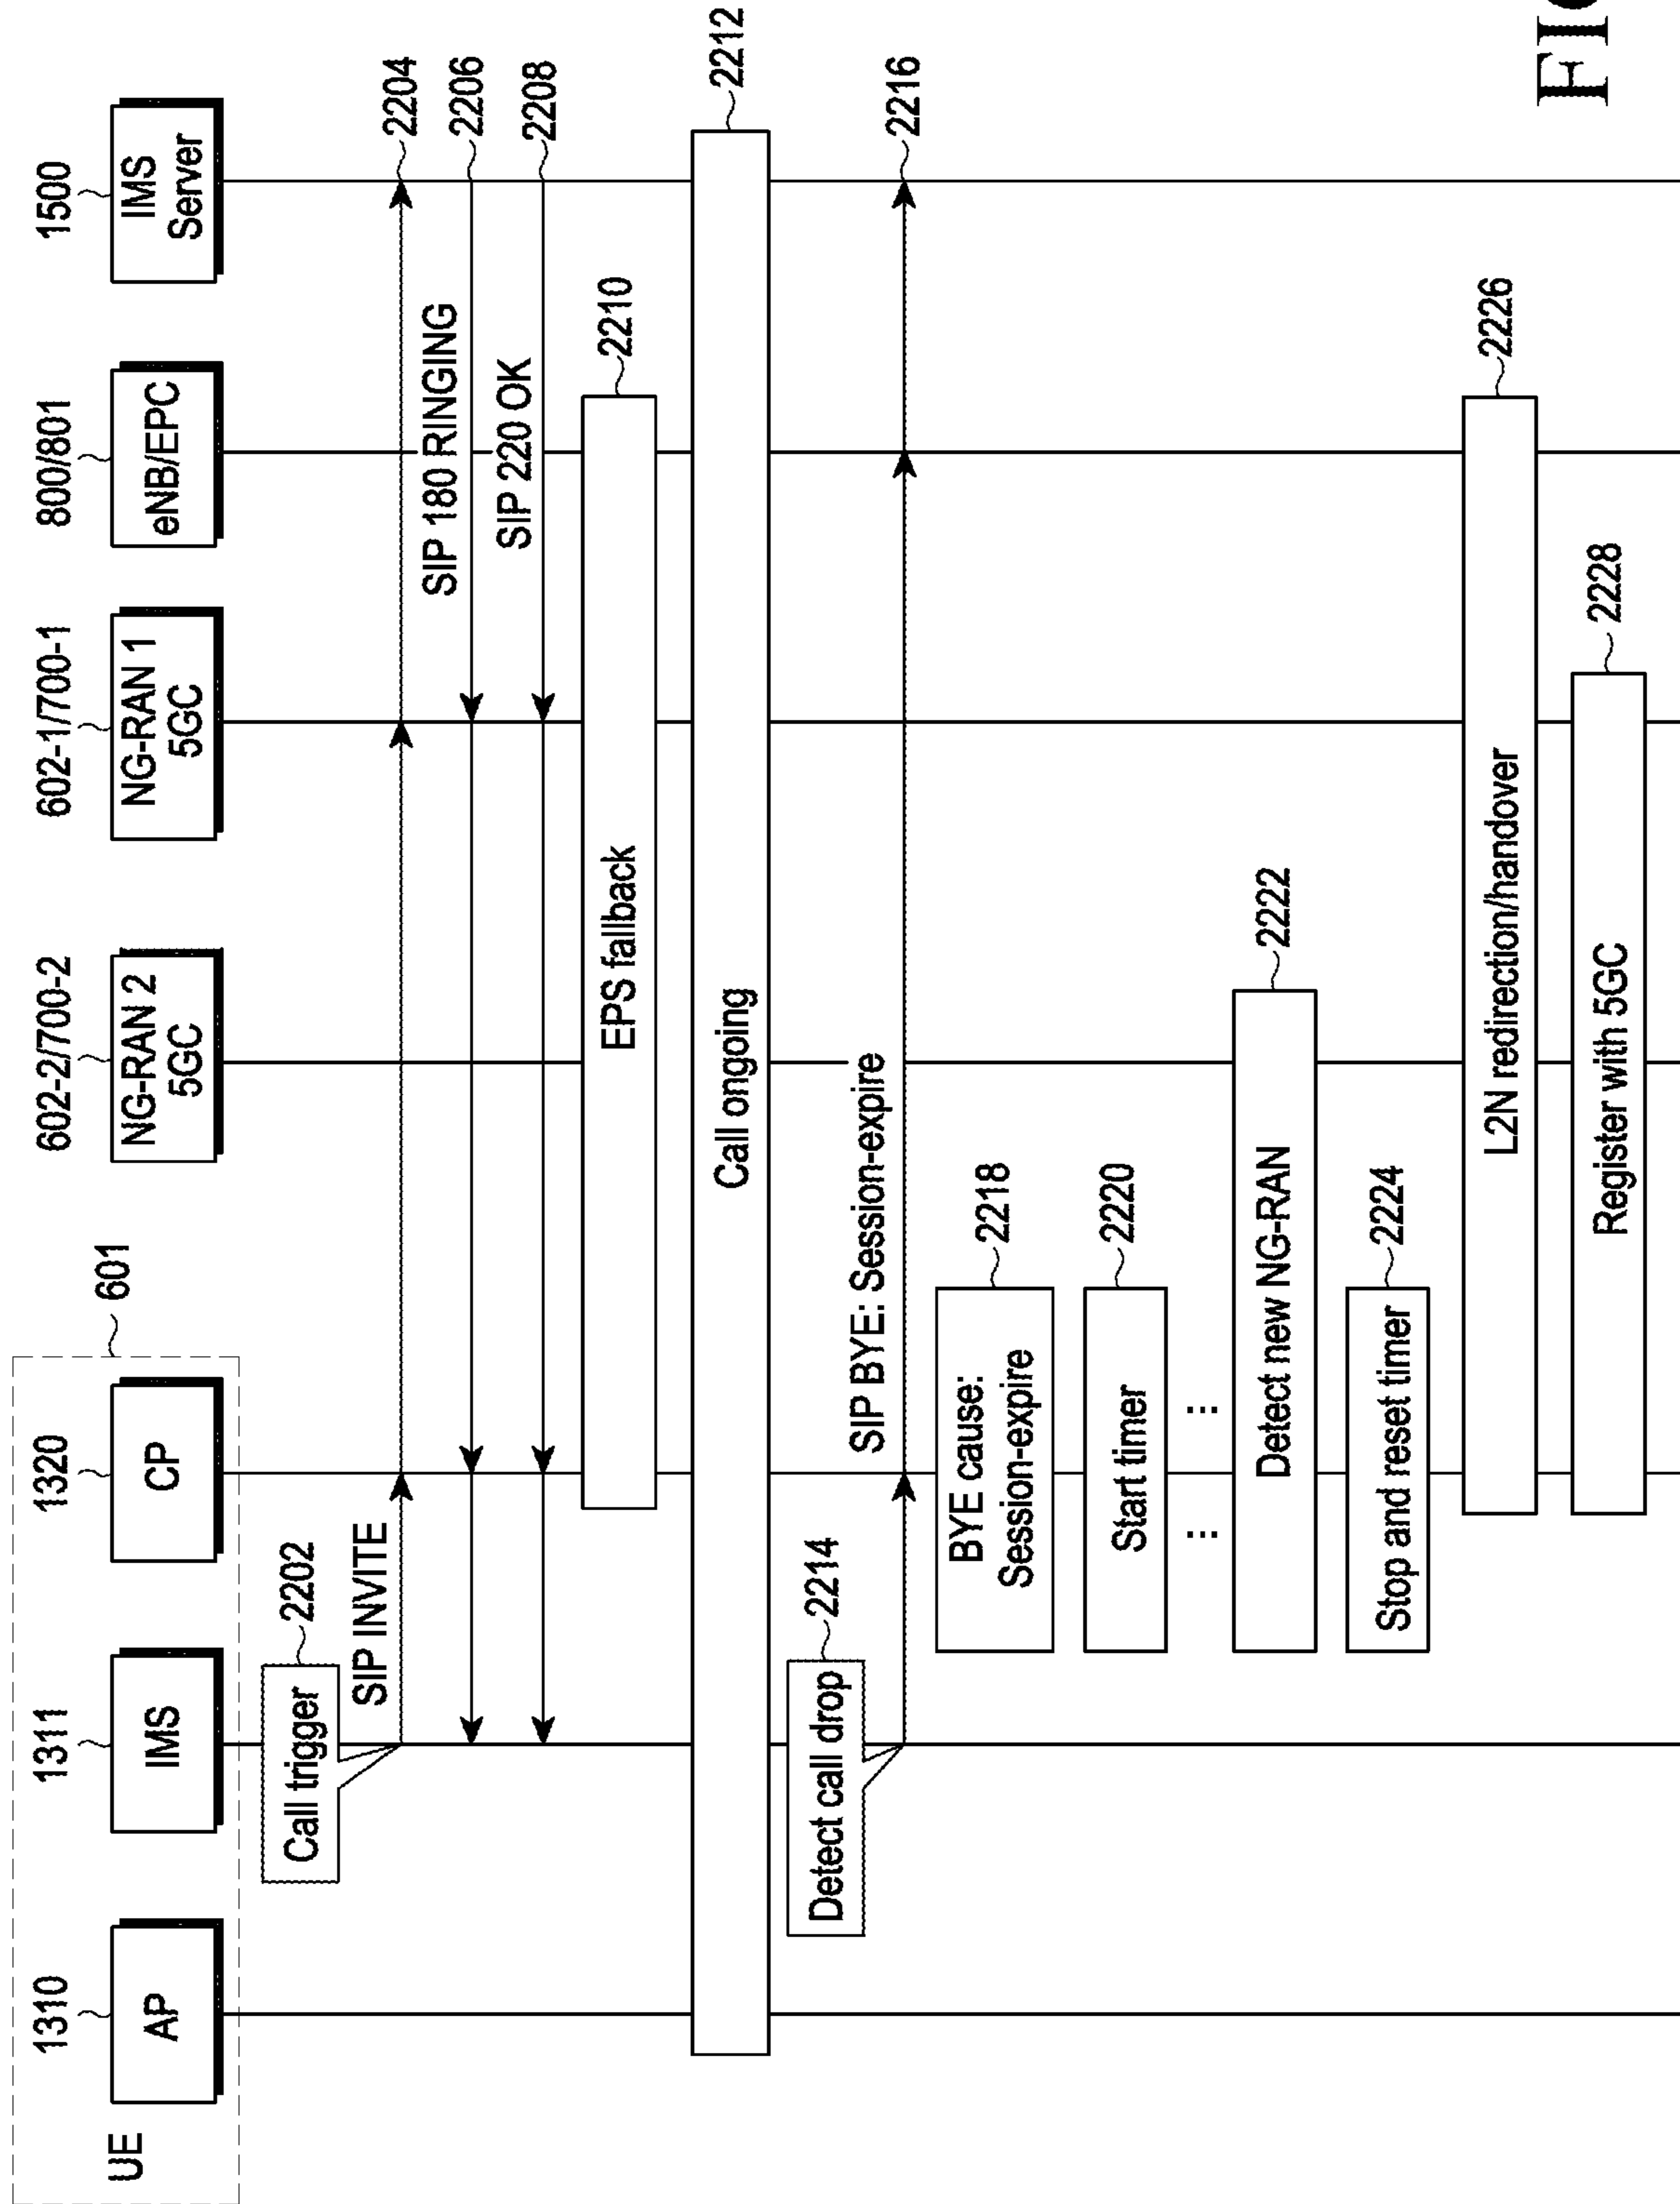 UE
601
1310
AP
1311
IMS
1320
CP
602-2/700-2
NG-RAN 2
5GC
602-1/700-1
NG-RAN 1
5GC
800/801
eNB/EPC
1500
IMS
Server
Call trigger
2202
SIP INVITE
2204
SIP 180 RINGING
2206
SIP 220 OK
2208
EPS fallback
2210
Call ongoing
2212
Detect call drop
2214
SIP BYE: Session-expire
2216
BYE cause:
Session-expire
2218
Start timer
2220
...
...
Detect new NG-RAN
2222
Stop and reset timer
2224
L2N redirection/handover
2226
Register with 5GC
2228